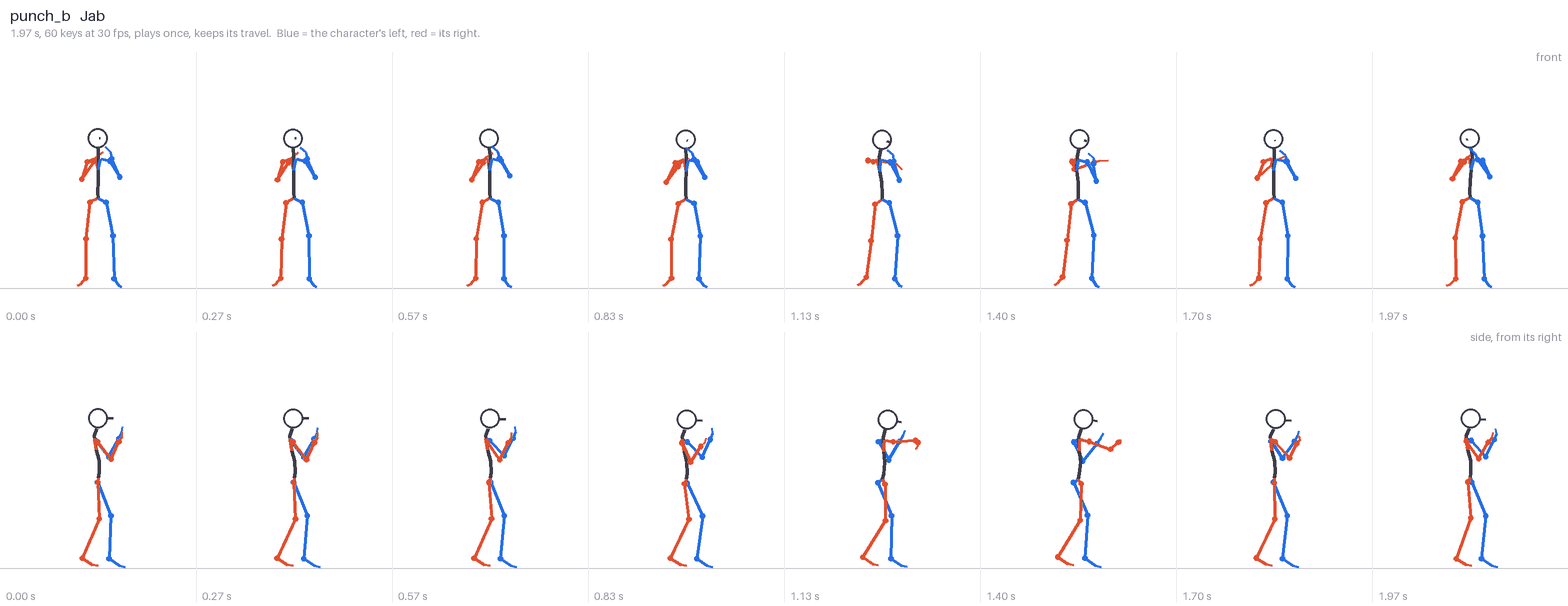 punch_b Jab
1.97 s, 60 keys at 30 fps, plays once, keeps its travel. Blue = the character's left, red = its right.
front
0.00 s 0.27 s 0.57 s 0.83 s 1.13 s 1.40 s 1.70 s 1.97 s
side, from its right
0.00 s 0.27 s 0.57 s 0.83 s 1.13 s 1.40 s 1.70 s 1.97 s